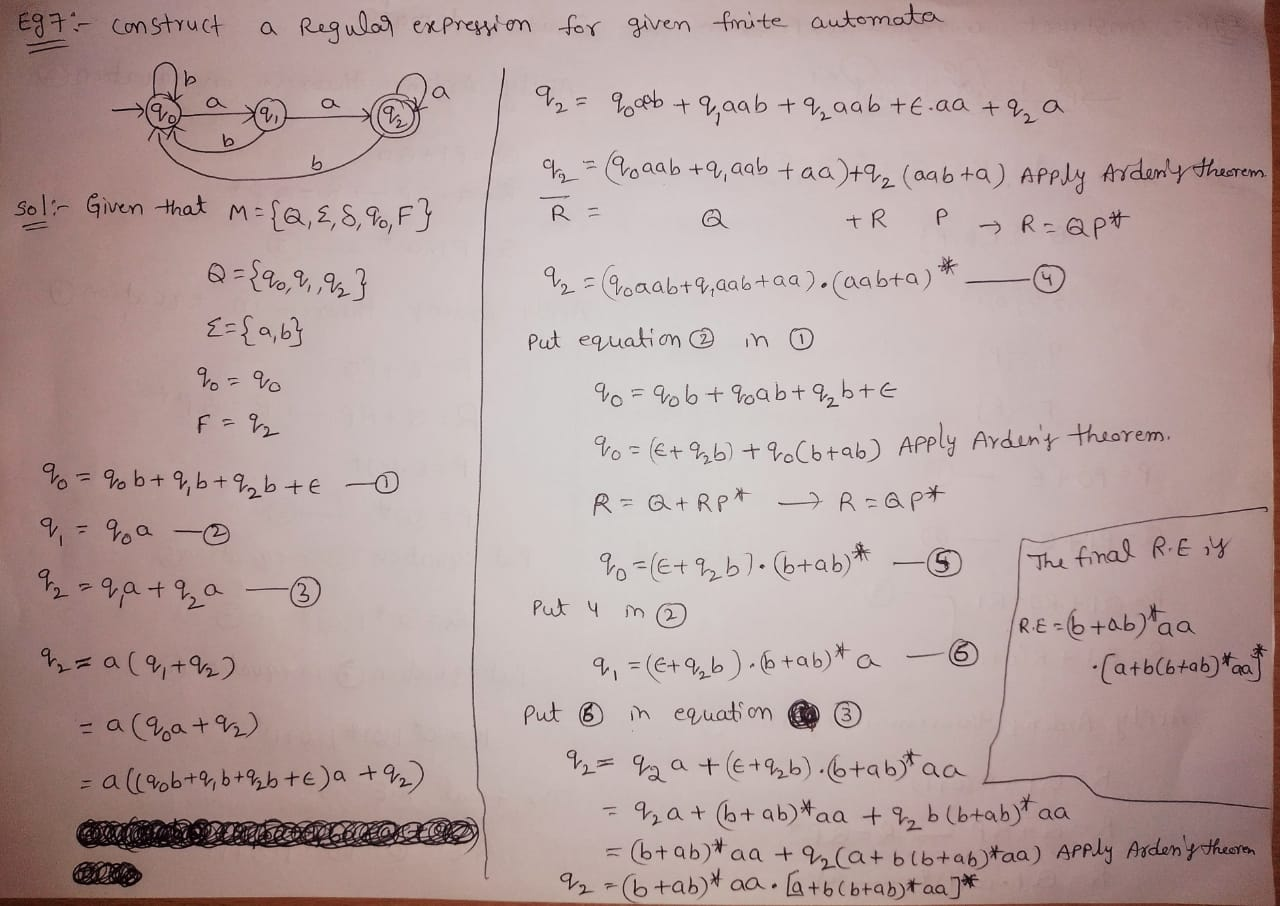 Eg 7:- Construct a Regular expression for given finite automata
b
a a a
q₀ q₁ q₂
b
b
Sol:- Given that M = {Q, Σ, δ, q₀, F}
Q = {q₀, q₁, q₂}
Σ = {a, b}
q₀ = q₀
F = q₂
q₀ = q₀b + q₁b + q₂b + ε —①
q₁ = q₀a —②
q₂ = q₁a + q₂a —③
q₂ = a(q₁+q₂)
= a(q₀a + q₂)
= a((q₀b+q₁b+q₂b+ε)a + q₂)
q₂ = q₀aab + q₁aab + q₂aab + ε.aa + q₂a
q₂ = (q₀aab + q₁aab + aa) + q₂(aab + a) APPly Arden's theorem
R = Q + R P → R = QP*
q₂ = (q₀aab+q₁aab+aa).(aab+a)* —④
Put equation ② in ①
q₀ = q₀b + q₀ab + q₂b + ε
q₀ = (ε + q₂b) + q₀(b+ab) APPly Arden's theorem.
R = Q + RP* → R = QP*
q₀ = (ε + q₂b).(b+ab)* —⑤
Put 4 in ②
q₁ = (ε+q₂b).(b+ab)* a —⑥
Put ⑥ in equation ③
q₂ = q₂a + (ε+q₂b).(b+ab)* aa
= q₂a + (b+ab)*aa + q₂b(b+ab)* aa
= (b+ab)* aa + q₂(a+b(b+ab)*aa) APPly Arden's theorem
q₂ = (b+ab)* aa.[a+b(b+ab)*aa]*
The final R.E is
R.E = (b+ab)*aa
.[a+b(b+ab)*aa]*